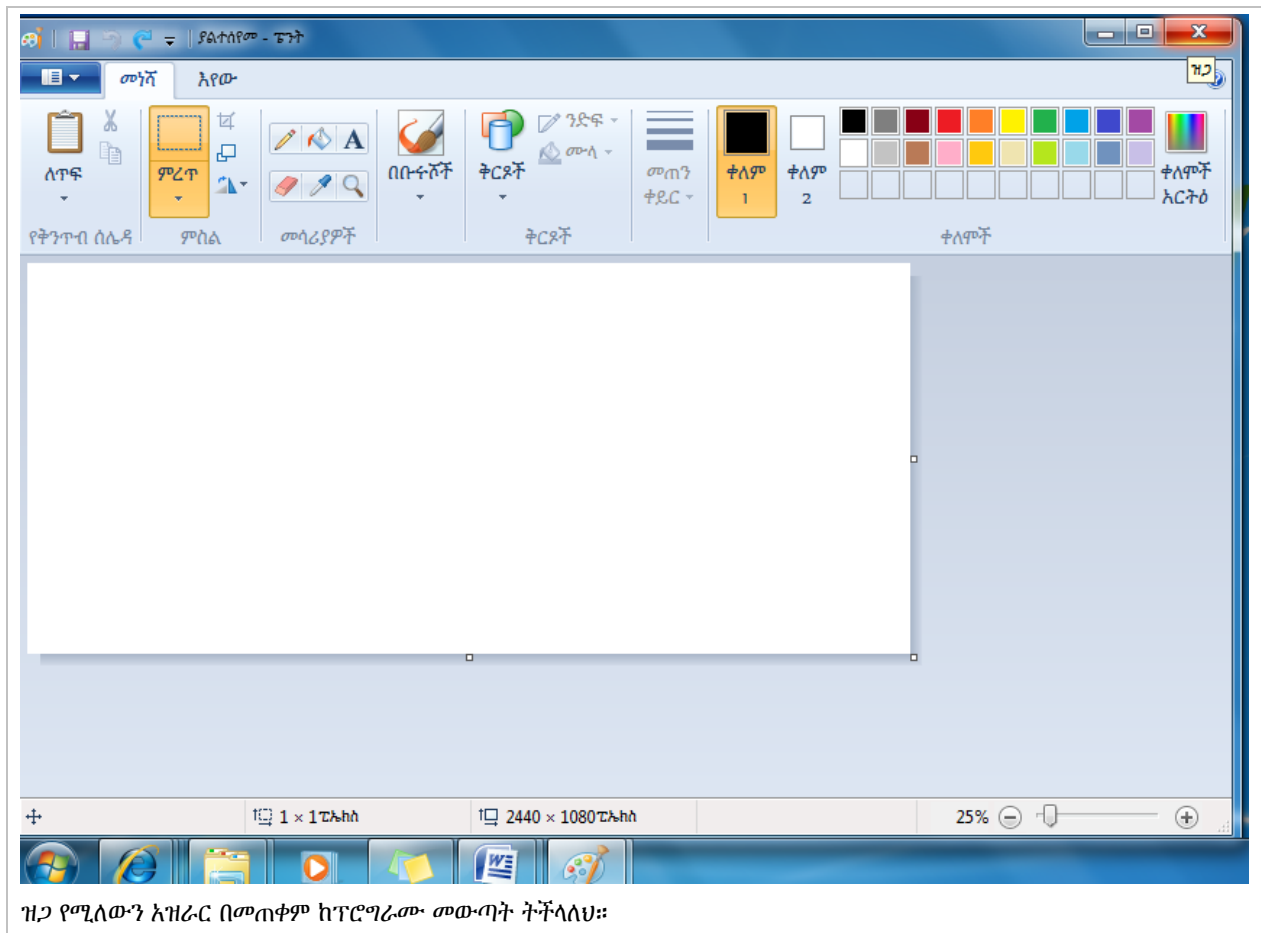 ያልተሰየመ - ፔንት
ዝጋ
መነሻ እየው
ለጥፍ
ምረጥ
A
በቡሩሾች
ቅርጾች
ንድፍ
ሙላ
መጠን
ቀይር
ቀለም
1
ቀለም
2
ቀለሞች
አርትዕ
የቅንጥብ ሰሌዳ ምስል መሳሪያዎች ቅርጾች ቀለሞች
1 × 1ፒኤክስ 2440 × 1080ፒኤክስ 25%
W
ዝጋ የሚለውን አዝራር በመጠቀም ከፕሮግራሙ መውጣት ትችላለህ።